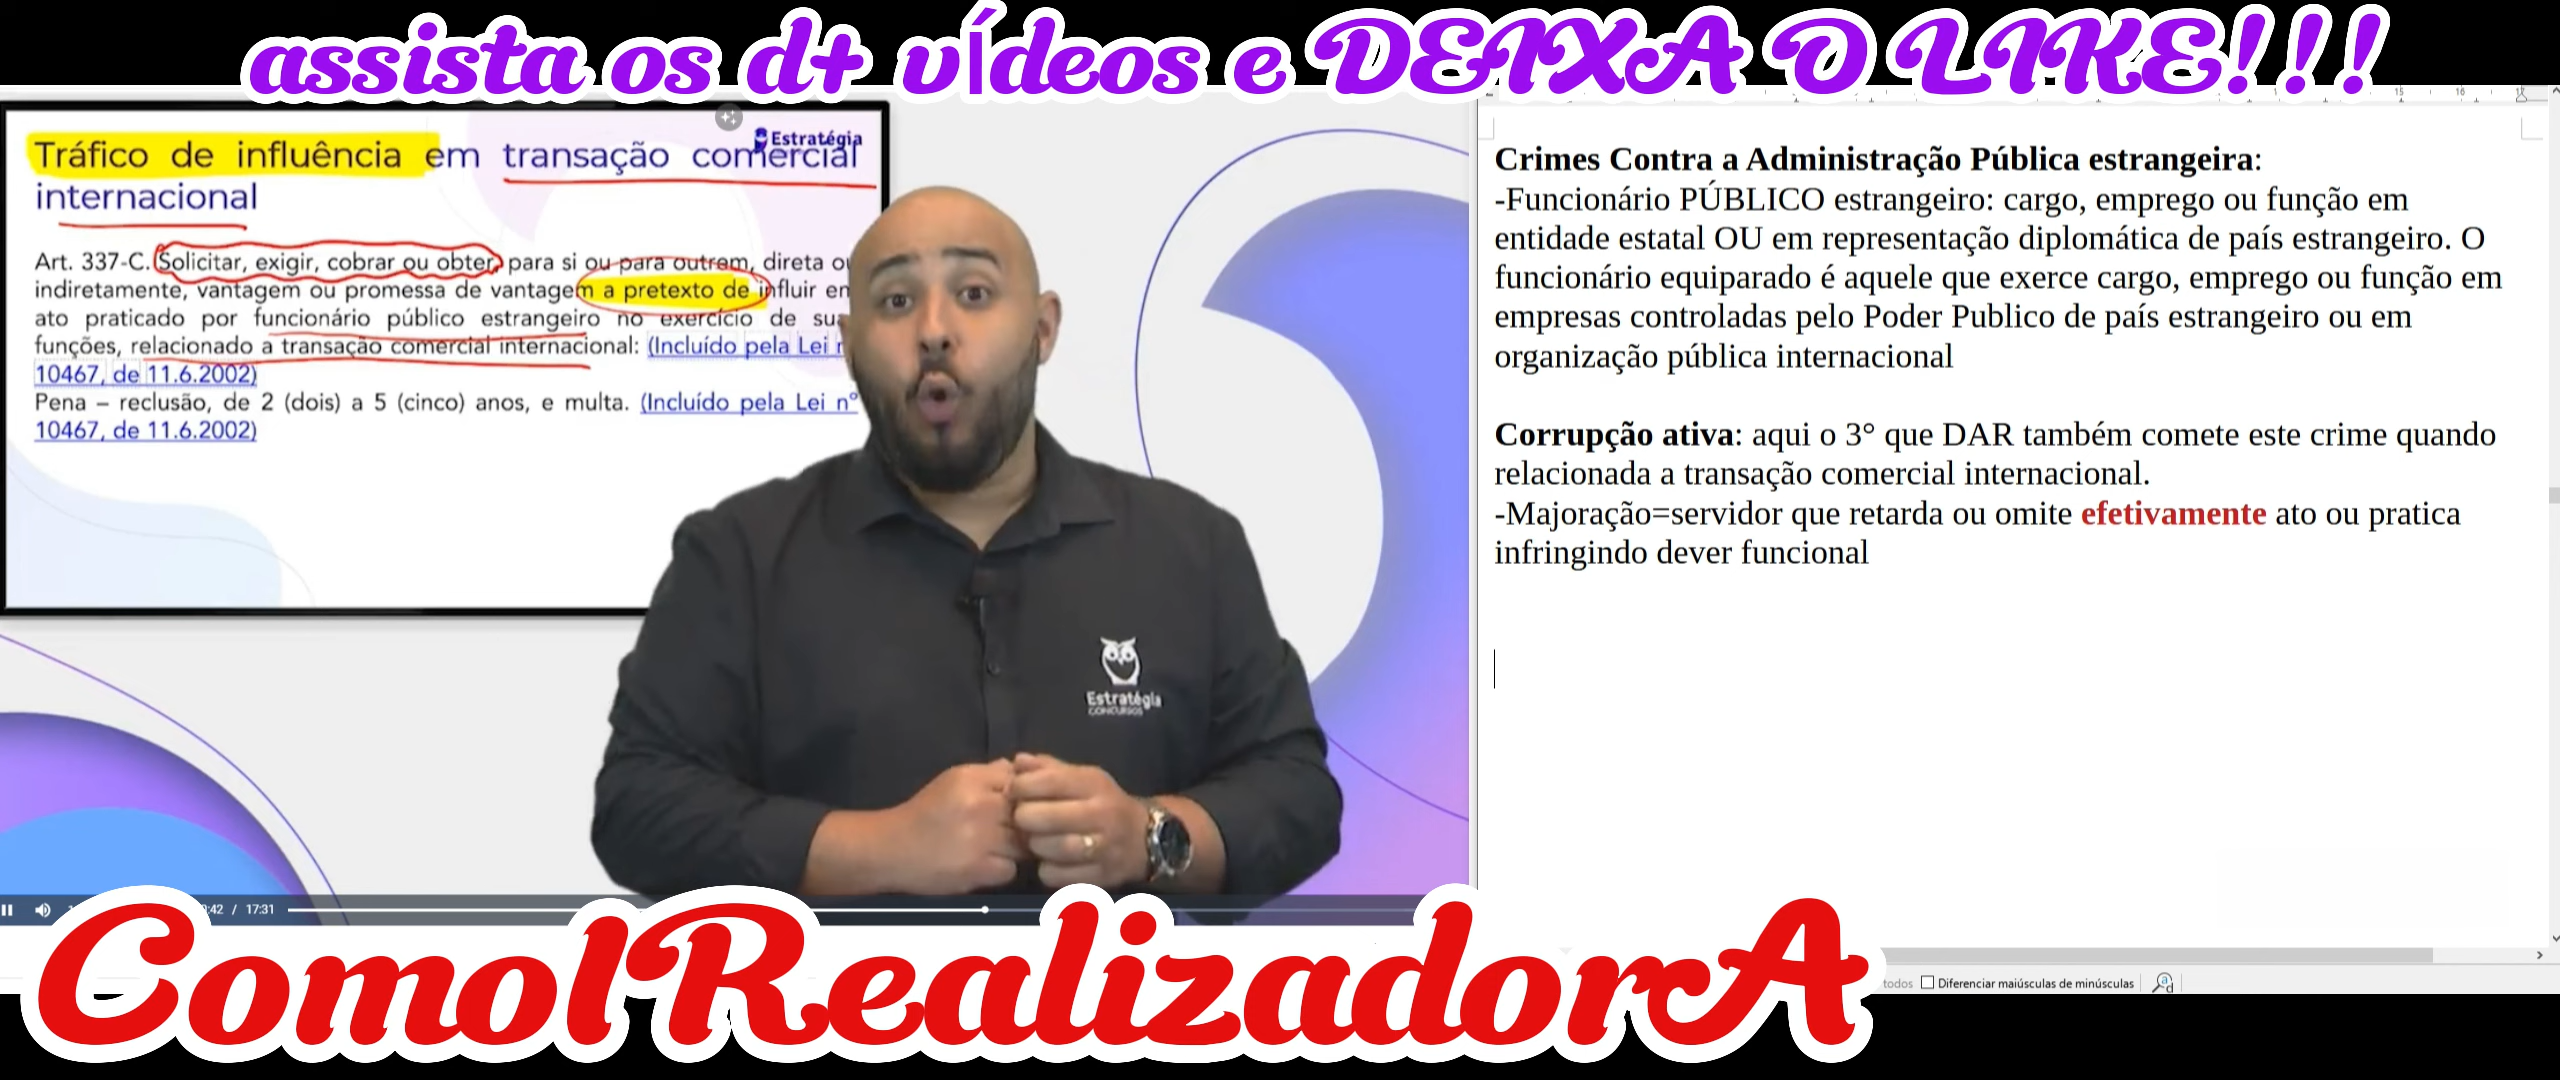 assista os d+ vídeos e DEIXA O LIKE!!!
Estratégia
Tráfico de influência em transação comercial
internacional
Art. 337-C. Solicitar, exigir, cobrar ou obter, para si ou para outrem, direta ou
indiretamente, vantagem ou promessa de vantagem a pretexto de influir em
ato praticado por funcionário público estrangeiro no exercício de
funções, relacionado a transação comercial internacional: (Incluído pela Lei
10467, de 11.6.2002)
Pena – reclusão, de 2 (dois) a 5 (cinco) anos, e multa. (Incluído pela Lei nº
10467, de 11.6.2002)
Estratégia
CONCURSOS
:42 / 17:31
15 16
Crimes Contra a Administração Pública estrangeira:
-Funcionário PÚBLICO estrangeiro: cargo, emprego ou função em
entidade estatal OU em representação diplomática de país estrangeiro. O
funcionário equiparado é aquele que exerce cargo, emprego ou função em
empresas controladas pelo Poder Publico de país estrangeiro ou em
organização pública internacional
Corrupção ativa: aqui o 3° que DAR também comete este crime quando
relacionada a transação comercial internacional.
-Majoração=servidor que retarda ou omite efetivamente ato ou pratica
infringindo dever funcional
todos Diferenciar maiúsculas de minúsculas
ComoIRealizadorA